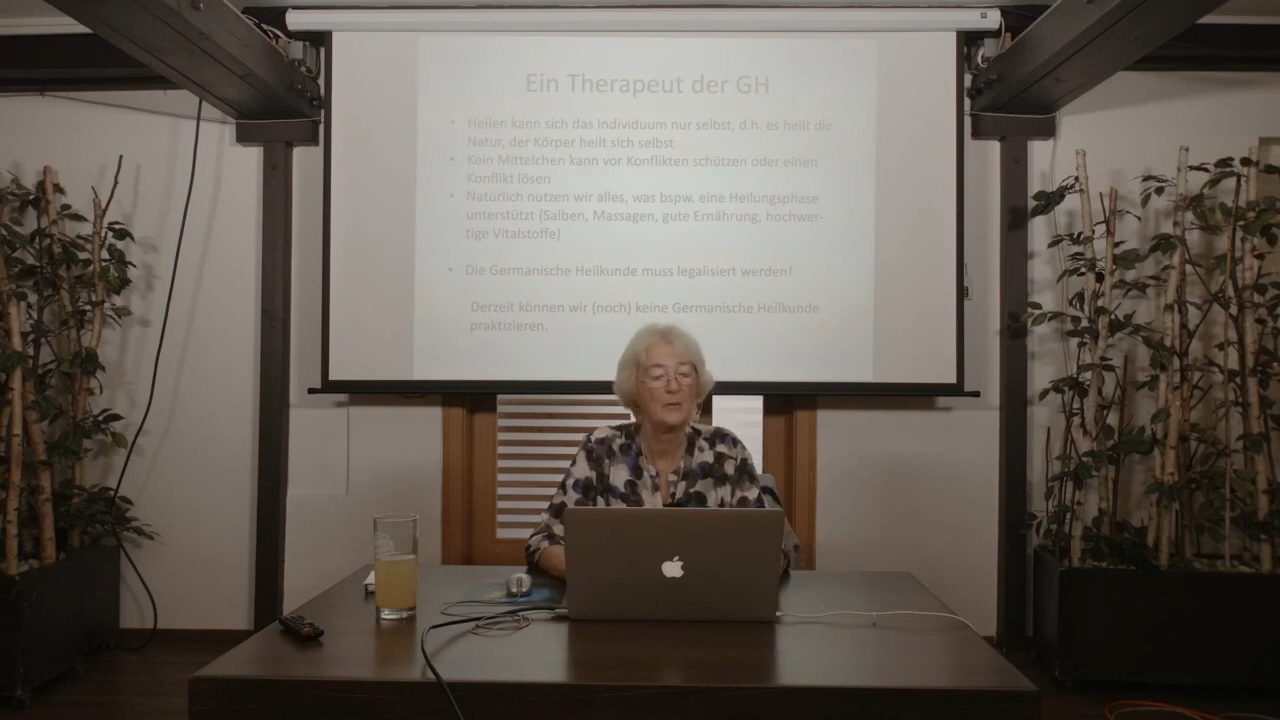 Ein Therapeut der GH
• Heilen kann sich das Individuum nur selbst, d.h. es heilt die
Natur, der Körper heilt sich selbst
• Kein Mittelchen kann vor Konflikten schützen oder einen
Konflikt lösen
• Natürlich nutzen wir alles, was bspw. eine Heilungsphase
unterstützt (Salben, Massagen, gute Ernährung, hochwer-
tige Vitalstoffe)
• Die Germanische Heilkunde muss legalisiert werden!
Derzeit können wir (noch) keine Germanische Heilkunde
praktizieren.